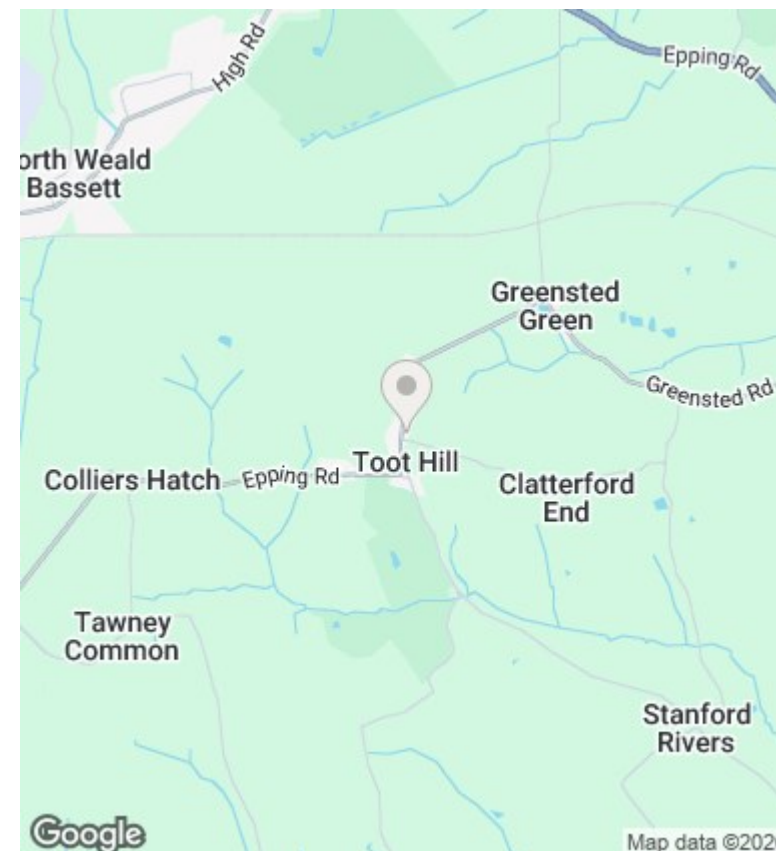 High Rd
Epping Rd
orth Weald
Bassett
Greensted
Green
Greensted Rd
Toot Hill
Colliers Hatch
Epping Rd
Clatterford
End
Tawney
Common
Stanford
Rivers
Google
Map data ©202